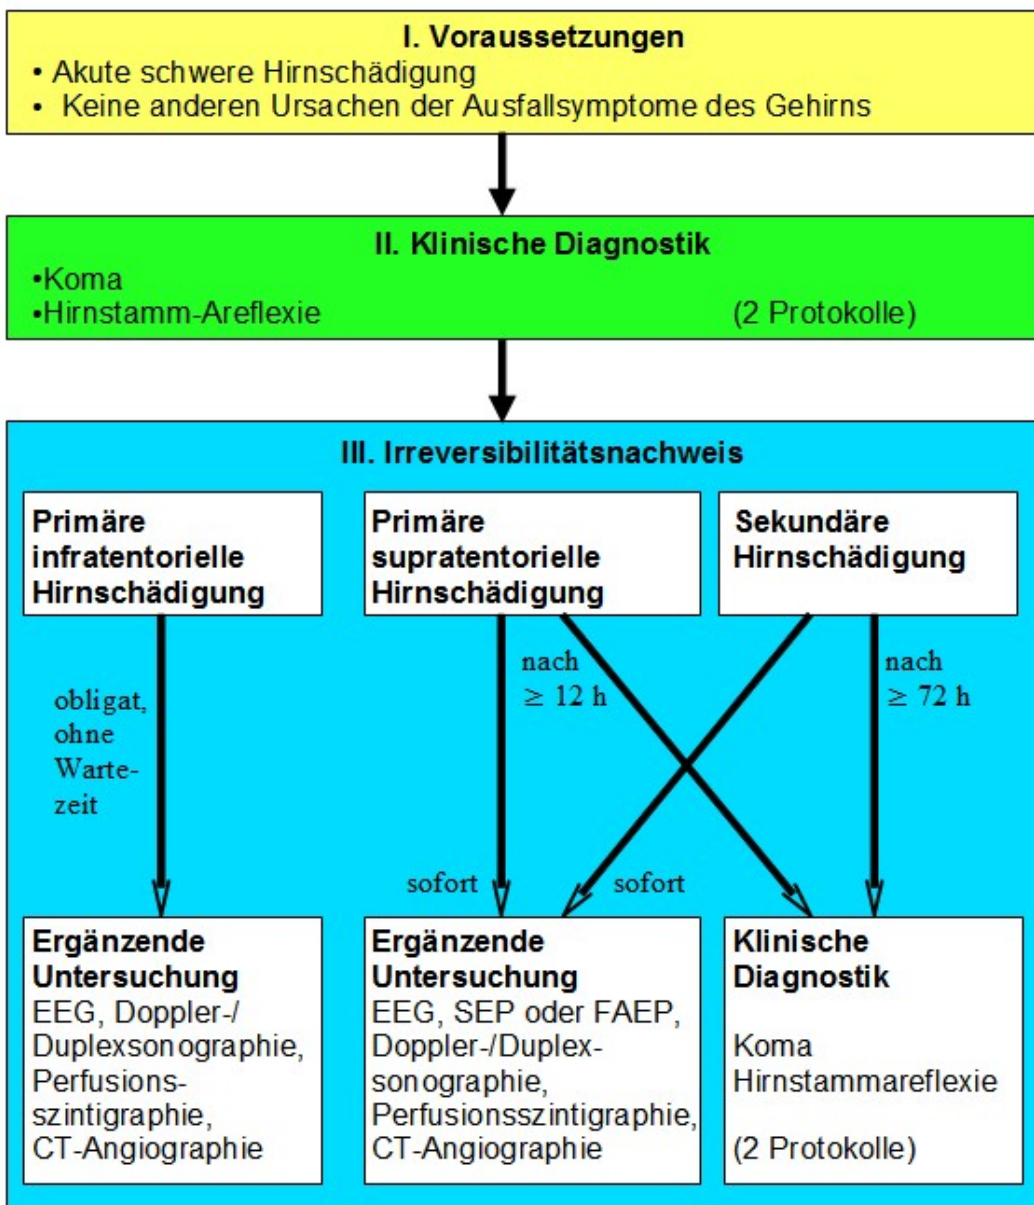 I. Voraussetzungen
• Akute schwere Hirnschädigung
• Keine anderen Ursachen der Ausfallsymptome des Gehirns
II. Klinische Diagnostik
•Koma
•Hirnstamm-Areflexie (2 Protokolle)
III. Irreversibilitätsnachweis
Primäre
infratentorielle
Hirnschädigung
Primäre
supratentorielle
Hirnschädigung
Sekundäre
Hirnschädigung
obligat,
ohne
Warte-
zeit
nach
≥ 12 h
nach
≥ 72 h
sofort
sofort
Ergänzende
Untersuchung
EEG, Doppler-/
Duplexsonographie,
Perfusions-
szintigraphie,
CT-Angiographie
Ergänzende
Untersuchung
EEG, SEP oder FAEP,
Doppler-/Duplex-
sonographie,
Perfusionsszintigraphie,
CT-Angiographie
Klinische
Diagnostik
Koma
Hirnstammareflexie
(2 Protokolle)